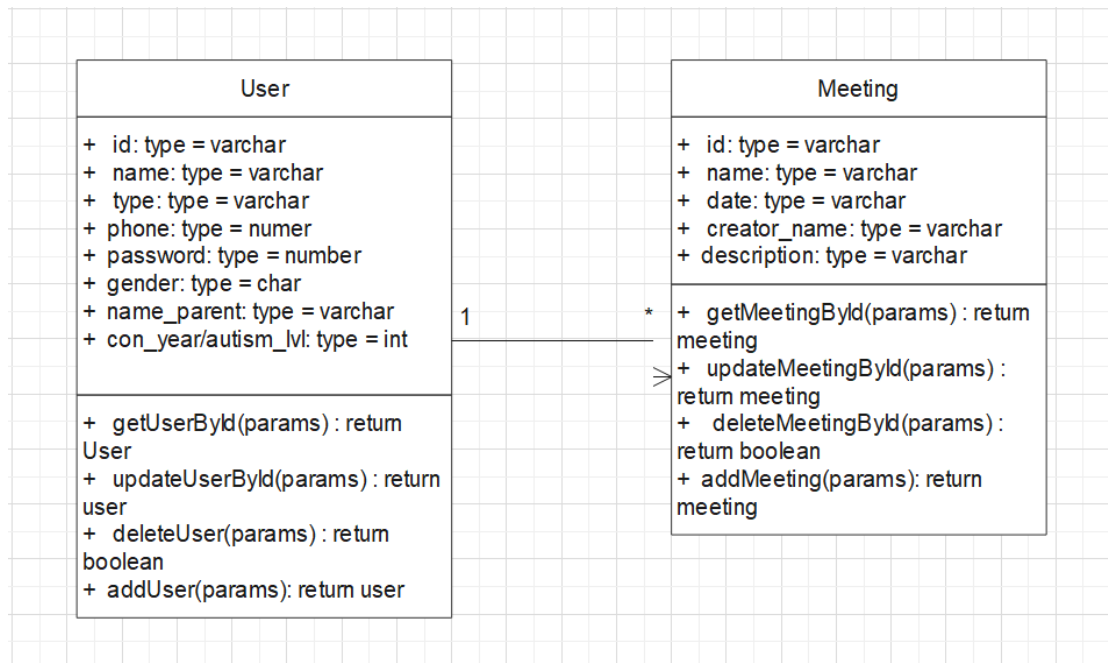 User
+ id: type = varchar
+ name: type = varchar
+ type: type = varchar
+ phone: type = numer
+ password: type = number
+ gender: type = char
+ name_parent: type = varchar
+ con_year/autism_lvl: type = int
+ getUserById(params) : return
User
+ updateUserById(params) : return
user
+ deleteUser(params) : return
boolean
+ addUser(params): return user
1
*
Meeting
+ id: type = varchar
+ name: type = varchar
+ date: type = varchar
+ creator_name: type = varchar
+ description: type = varchar
+ getMeetingById(params) : return
meeting
+ updateMeetingById(params) :
return meeting
+ deleteMeetingById(params) :
return boolean
+ addMeeting(params): return
meeting